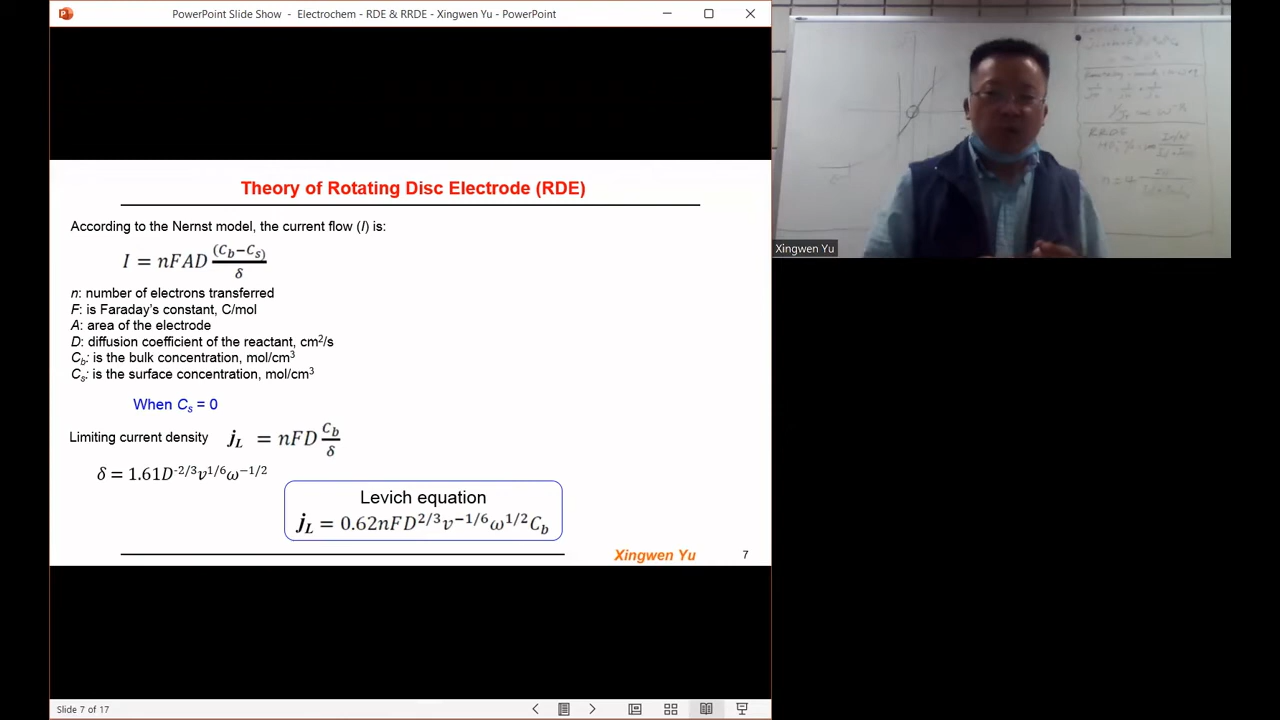 PowerPoint Slide Show - Electrochem - RDE & RRDE - Xingwen Yu - PowerPoint
Theory of Rotating Disc Electrode (RDE)
According to the Nernst model, the current flow (I) is:
I = nFAD (C_b−C_s)/δ
n: number of electrons transferred
F: is Faraday's constant, C/mol
A: area of the electrode
D: diffusion coefficient of the reactant, cm²/s
C_b: is the bulk concentration, mol/cm³
C_s: is the surface concentration, mol/cm³
When C_s = 0
Limiting current density j_L = nFD C_b/δ
δ = 1.61D^-2/3 v^1/6 ω^−1/2
Levich equation
j_L = 0.62nFD^2/3 v^−1/6 ω^1/2 C_b
Xingwen Yu 7
Slide 7 of 17
Xingwen Yu
RRDE